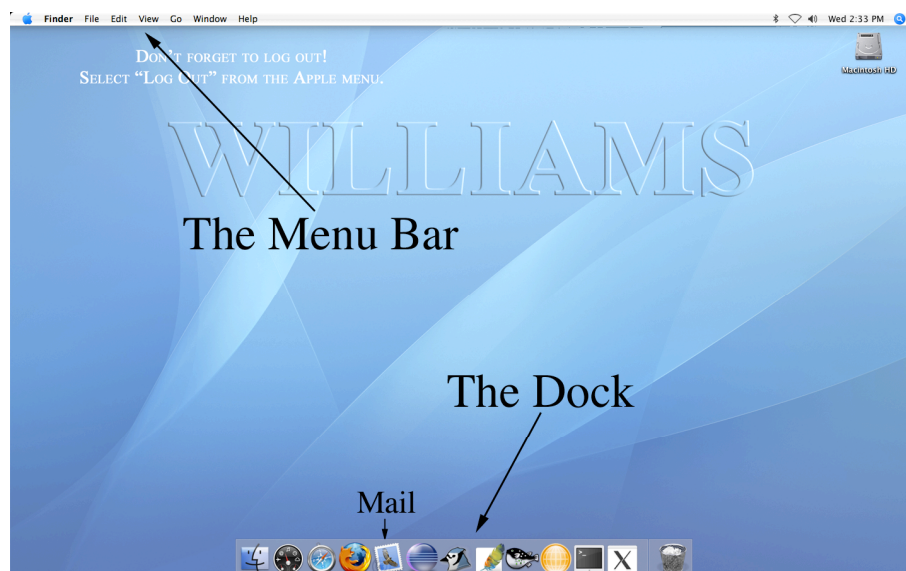 Finder File Edit View Go Window Help Wed 2:33 PM
DON'T FORGET TO LOG OUT!
SELECT “LOG OUT” FROM THE APPLE MENU.
Macintosh HD
WILLIAMS
The Menu Bar
The Dock
Mail
X